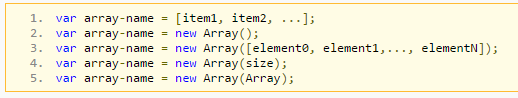 1. var array-name = [item1, item2, ...];
2. var array-name = new Array();
3. var array-name = new Array([element0, element1,..., elementN]);
4. var array-name = new Array(size);
5. var array-name = new Array(Array);